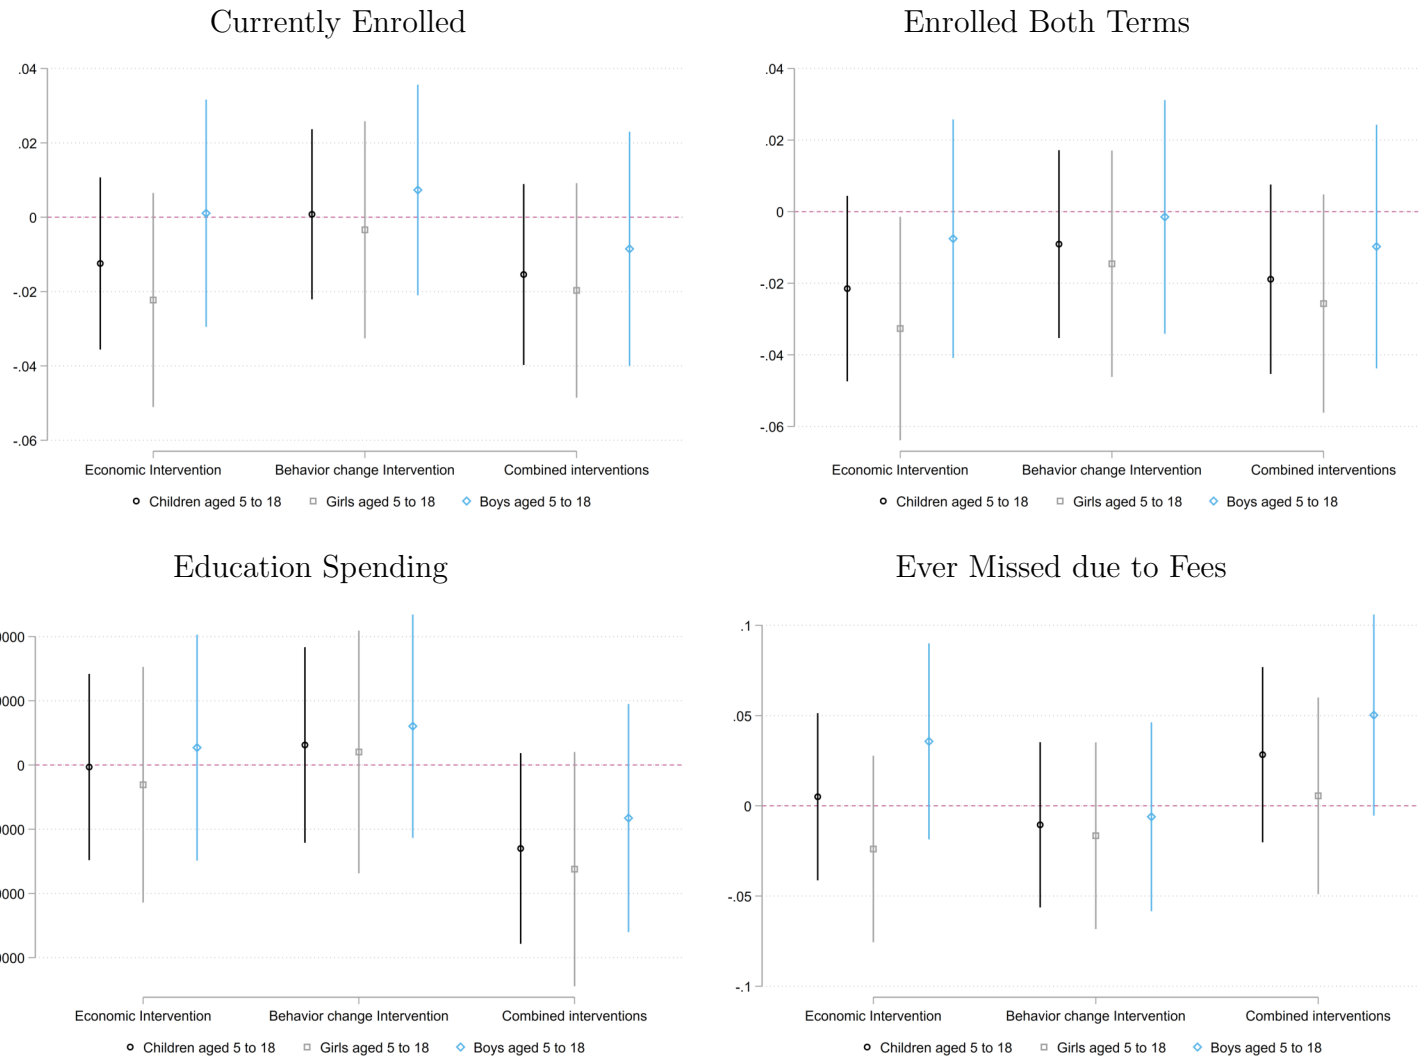 Currently Enrolled
.04
.02
0
-.02
-.04
-.06
Economic Intervention Behavior change Intervention Combined interventions
Children aged 5 to 18 Girls aged 5 to 18 Boys aged 5 to 18
Enrolled Both Terms
.04
.02
0
-.02
-.04
-.06
Economic Intervention Behavior change Intervention Combined interventions
Children aged 5 to 18 Girls aged 5 to 18 Boys aged 5 to 18
Education Spending
0
Economic Intervention Behavior change Intervention Combined interventions
Children aged 5 to 18 Girls aged 5 to 18 Boys aged 5 to 18
Ever Missed due to Fees
.1
.05
0
-.05
-.1
Economic Intervention Behavior change Intervention Combined interventions
Children aged 5 to 18 Girls aged 5 to 18 Boys aged 5 to 18